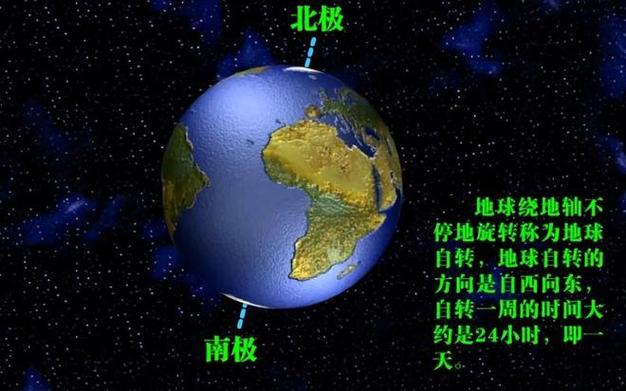 北极
地球绕地轴不
停地旋转称为地球
自转，地球自转的
方向是自西向东，
自转一周的时间大
约是24小时，即一
天。
南极